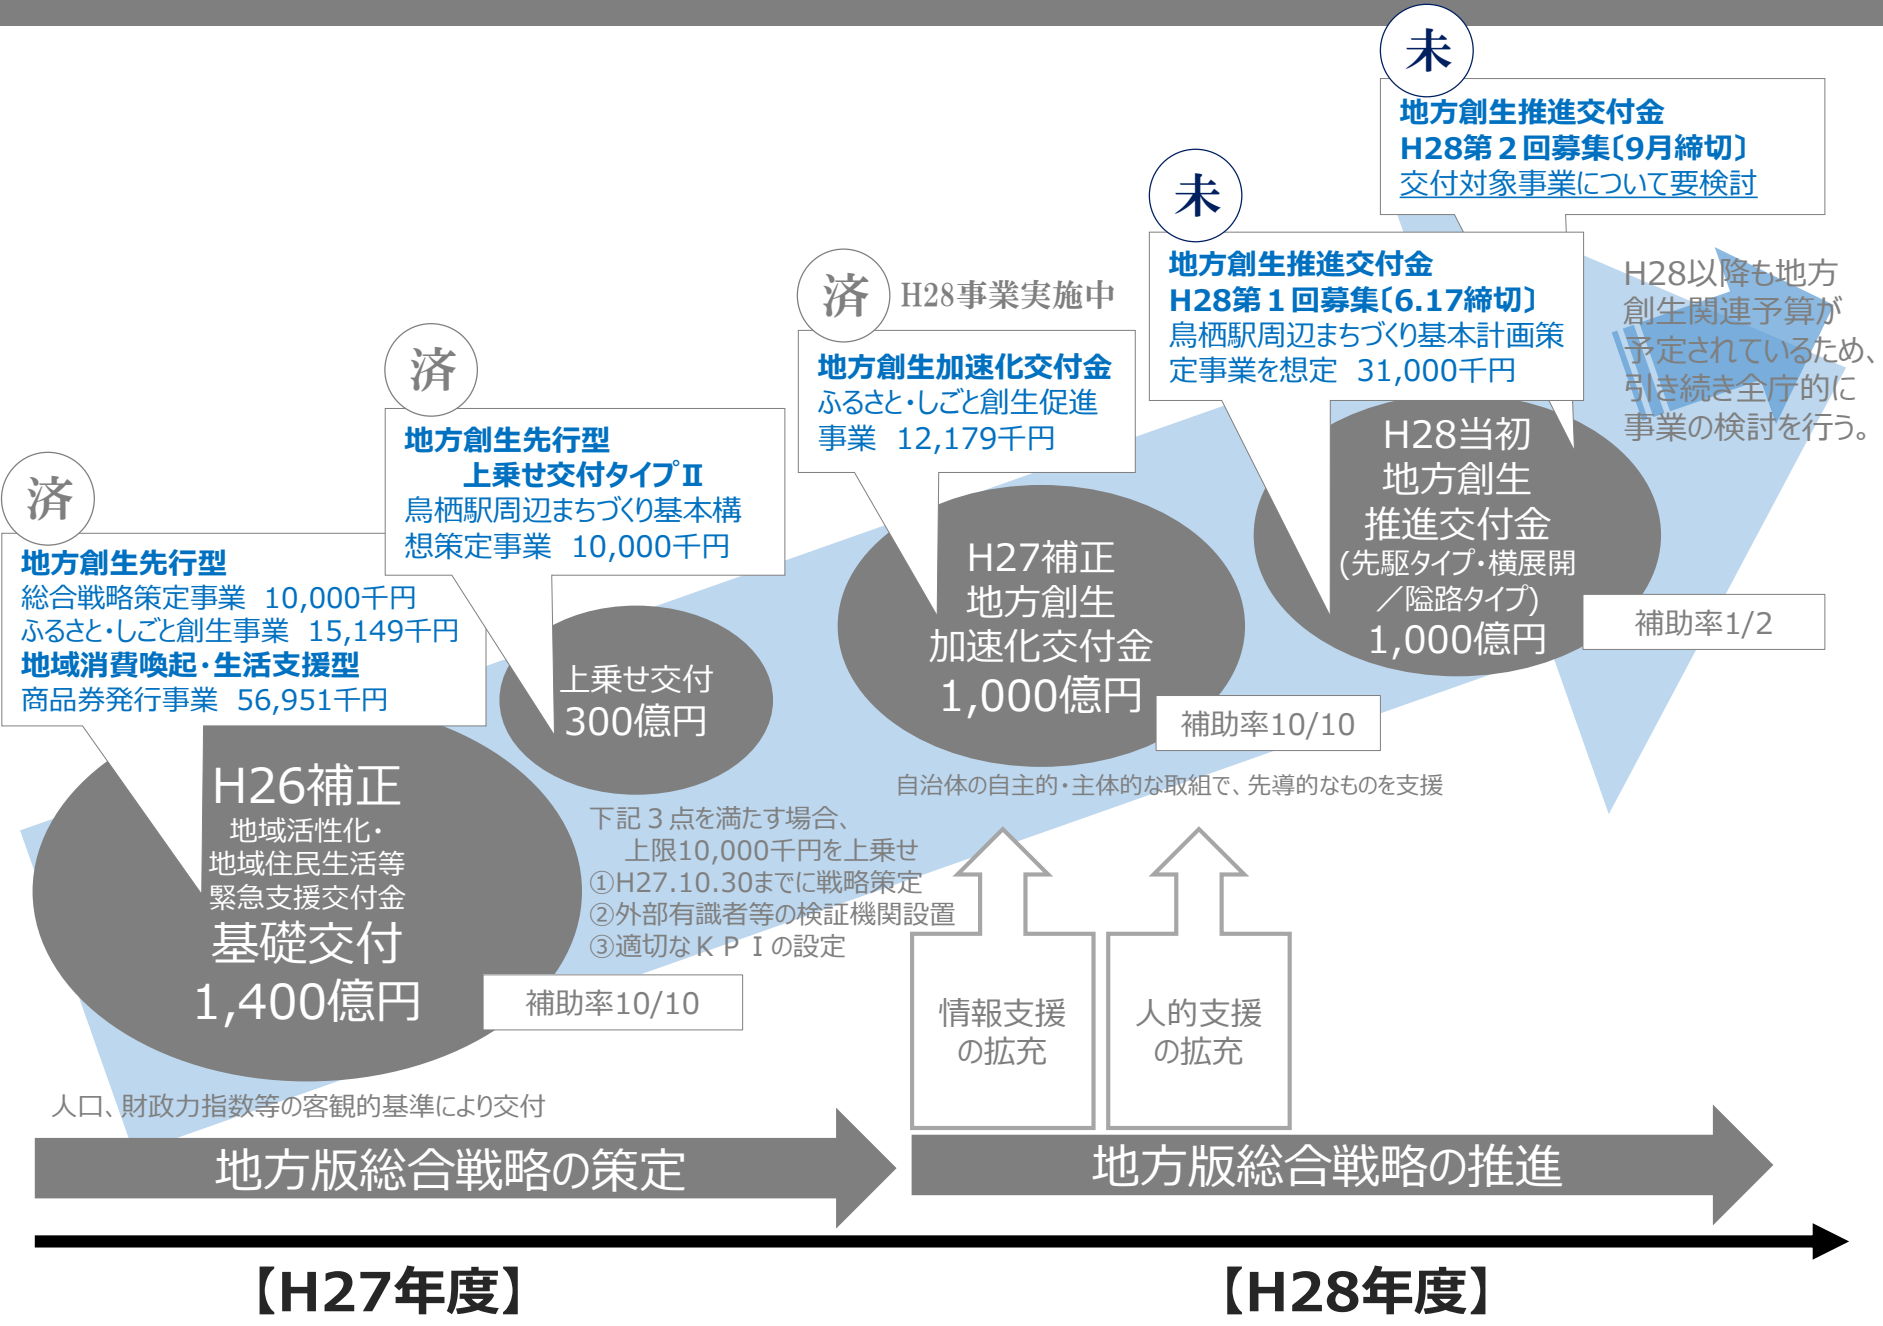 未
地方創生推進交付金
H28第２回募集〔9月締切〕
交付対象事業について要検討
未
地方創生推進交付金
H28第１回募集〔6.17締切〕
鳥栖駅周辺まちづくり基本計画策
定事業を想定 31,000千円
H28以降も地方
創生関連予算が
予定されているため、
引き続き全庁的に
事業の検討を行う。
済
H28事業実施中
地方創生加速化交付金
ふるさと・しごと創生促進
事業 12,179千円
済
地方創生先行型
上乗せ交付タイプⅡ
鳥栖駅周辺まちづくり基本構
想策定事業 10,000千円
済
地方創生先行型
総合戦略策定事業 10,000千円
ふるさと・しごと創生事業 15,149千円
地域消費喚起・生活支援型
商品券発行事業 56,951千円
H28当初
地方創生
推進交付金
(先駆タイプ・横展開
／隘路タイプ)
1,000億円
補助率1/2
H27補正
地方創生
加速化交付金
1,000億円
補助率10/10
自治体の自主的・主体的な取組で、先導的なものを支援
上乗せ交付
300億円
下記３点を満たす場合、
上限10,000千円を上乗せ
①H27.10.30までに戦略策定
②外部有識者等の検証機関設置
③適切なＫＰＩの設定
H26補正
地域活性化・
地域住民生活等
緊急支援交付金
基礎交付
1,400億円
補助率10/10
人口、財政力指数等の客観的基準により交付
情報支援
の拡充
人的支援
の拡充
地方版総合戦略の策定
地方版総合戦略の推進
【H27年度】
【H28年度】